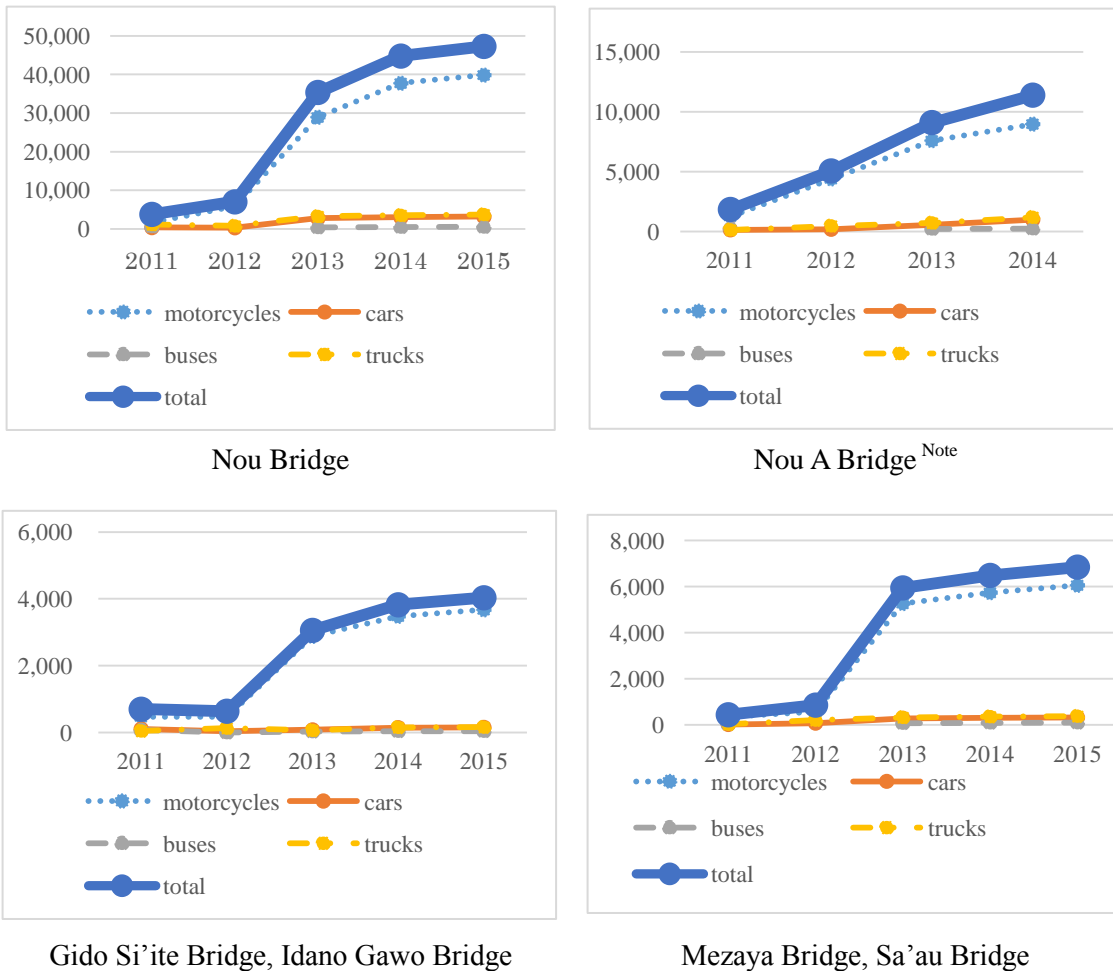 50,000
40,000
30,000
20,000
10,000
0
2011 2012 2013 2014 2015
motorcycles cars
buses trucks
total
Nou Bridge
15,000
10,000
5,000
0
2011 2012 2013 2014
motorcycles cars
buses trucks
total
Nou A Bridge Note
6,000
4,000
2,000
0
2011 2012 2013 2014 2015
motorcycles cars
buses trucks
total
Gido Si’ite Bridge, Idano Gawo Bridge
8,000
6,000
4,000
2,000
0
2011 2012 2013 2014 2015
motorcycles cars
buses trucks
total
Mezaya Bridge, Sa’au Bridge